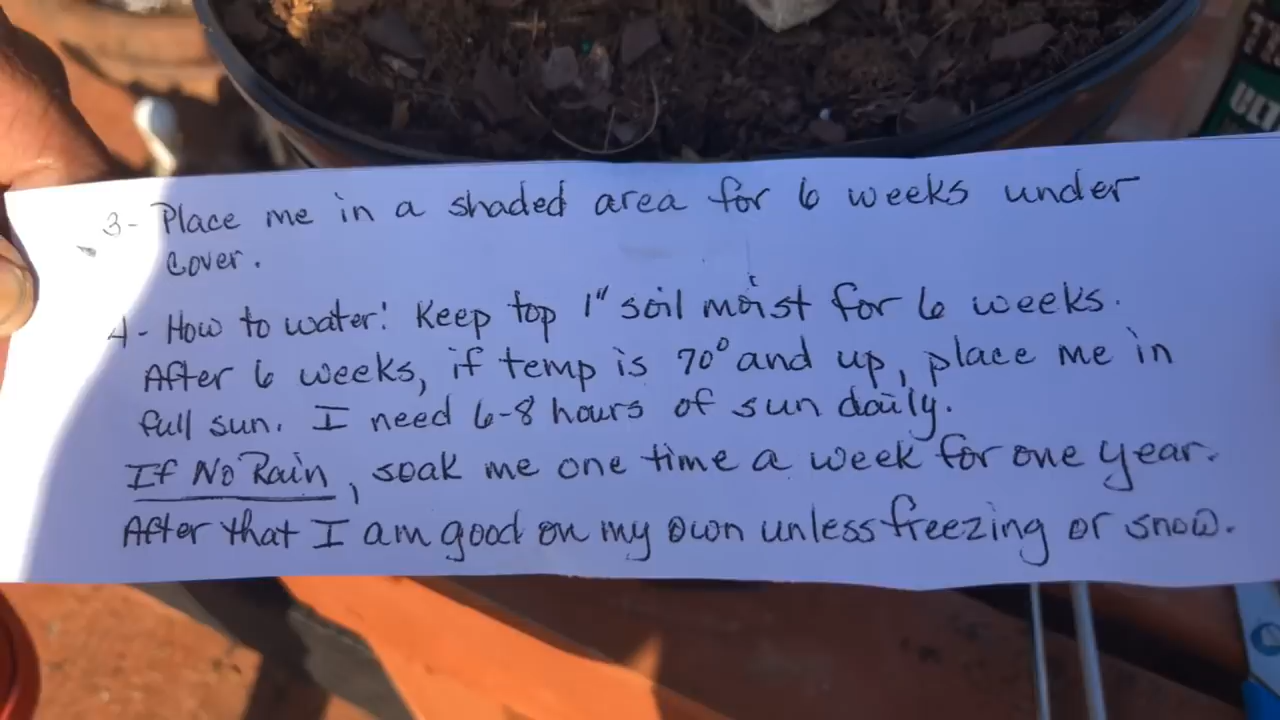 3- Place me in a shaded area for 6 weeks under
cover.
4- How to water: Keep top 1" soil moist for 6 weeks.
After 6 weeks, if temp is 70° and up, place me in
full sun. I need 6-8 hours of sun daily.
If No Rain, soak me one time a week for one year.
After that I am good on my own unless freezing or snow.